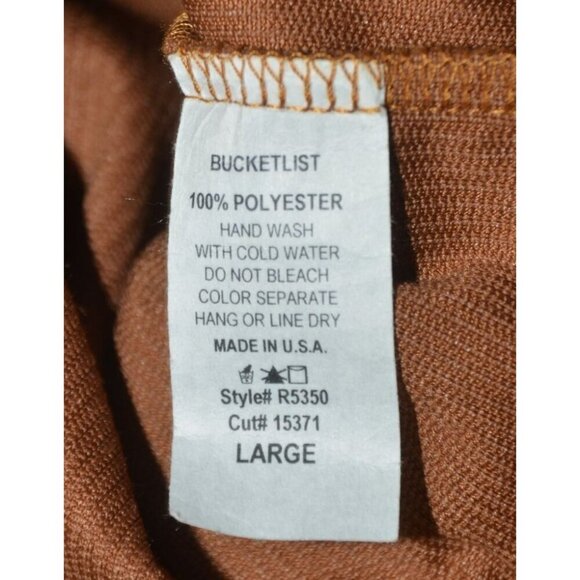 BUCKETLIST
100% POLYESTER
HAND WASH
WITH COLD WATER
DO NOT BLEACH
COLOR SEPARATE
HANG OR LINE DRY
MADE IN U.S.A.
Style# R5350
Cut# 15371
LARGE